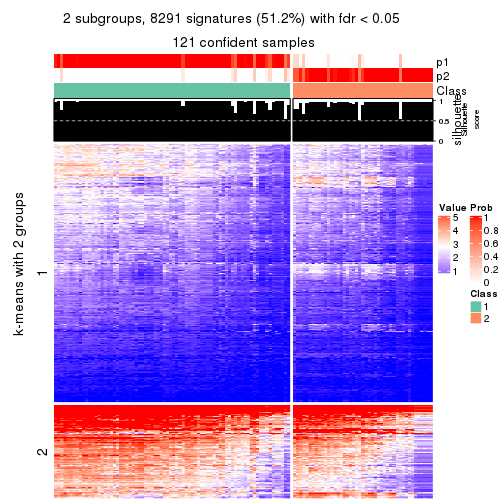 2 subgroups, 8291 signatures (51.2%) with fdr < 0.05
121 confident samples
p1
p2
Class
silhouette
1
0.5
0
Silhouette
score
k-means with 2 groups
1
2
Value
5
4
3
2
1
Prob
1
0.8
0.6
0.4
0.2
0
Class
1
2